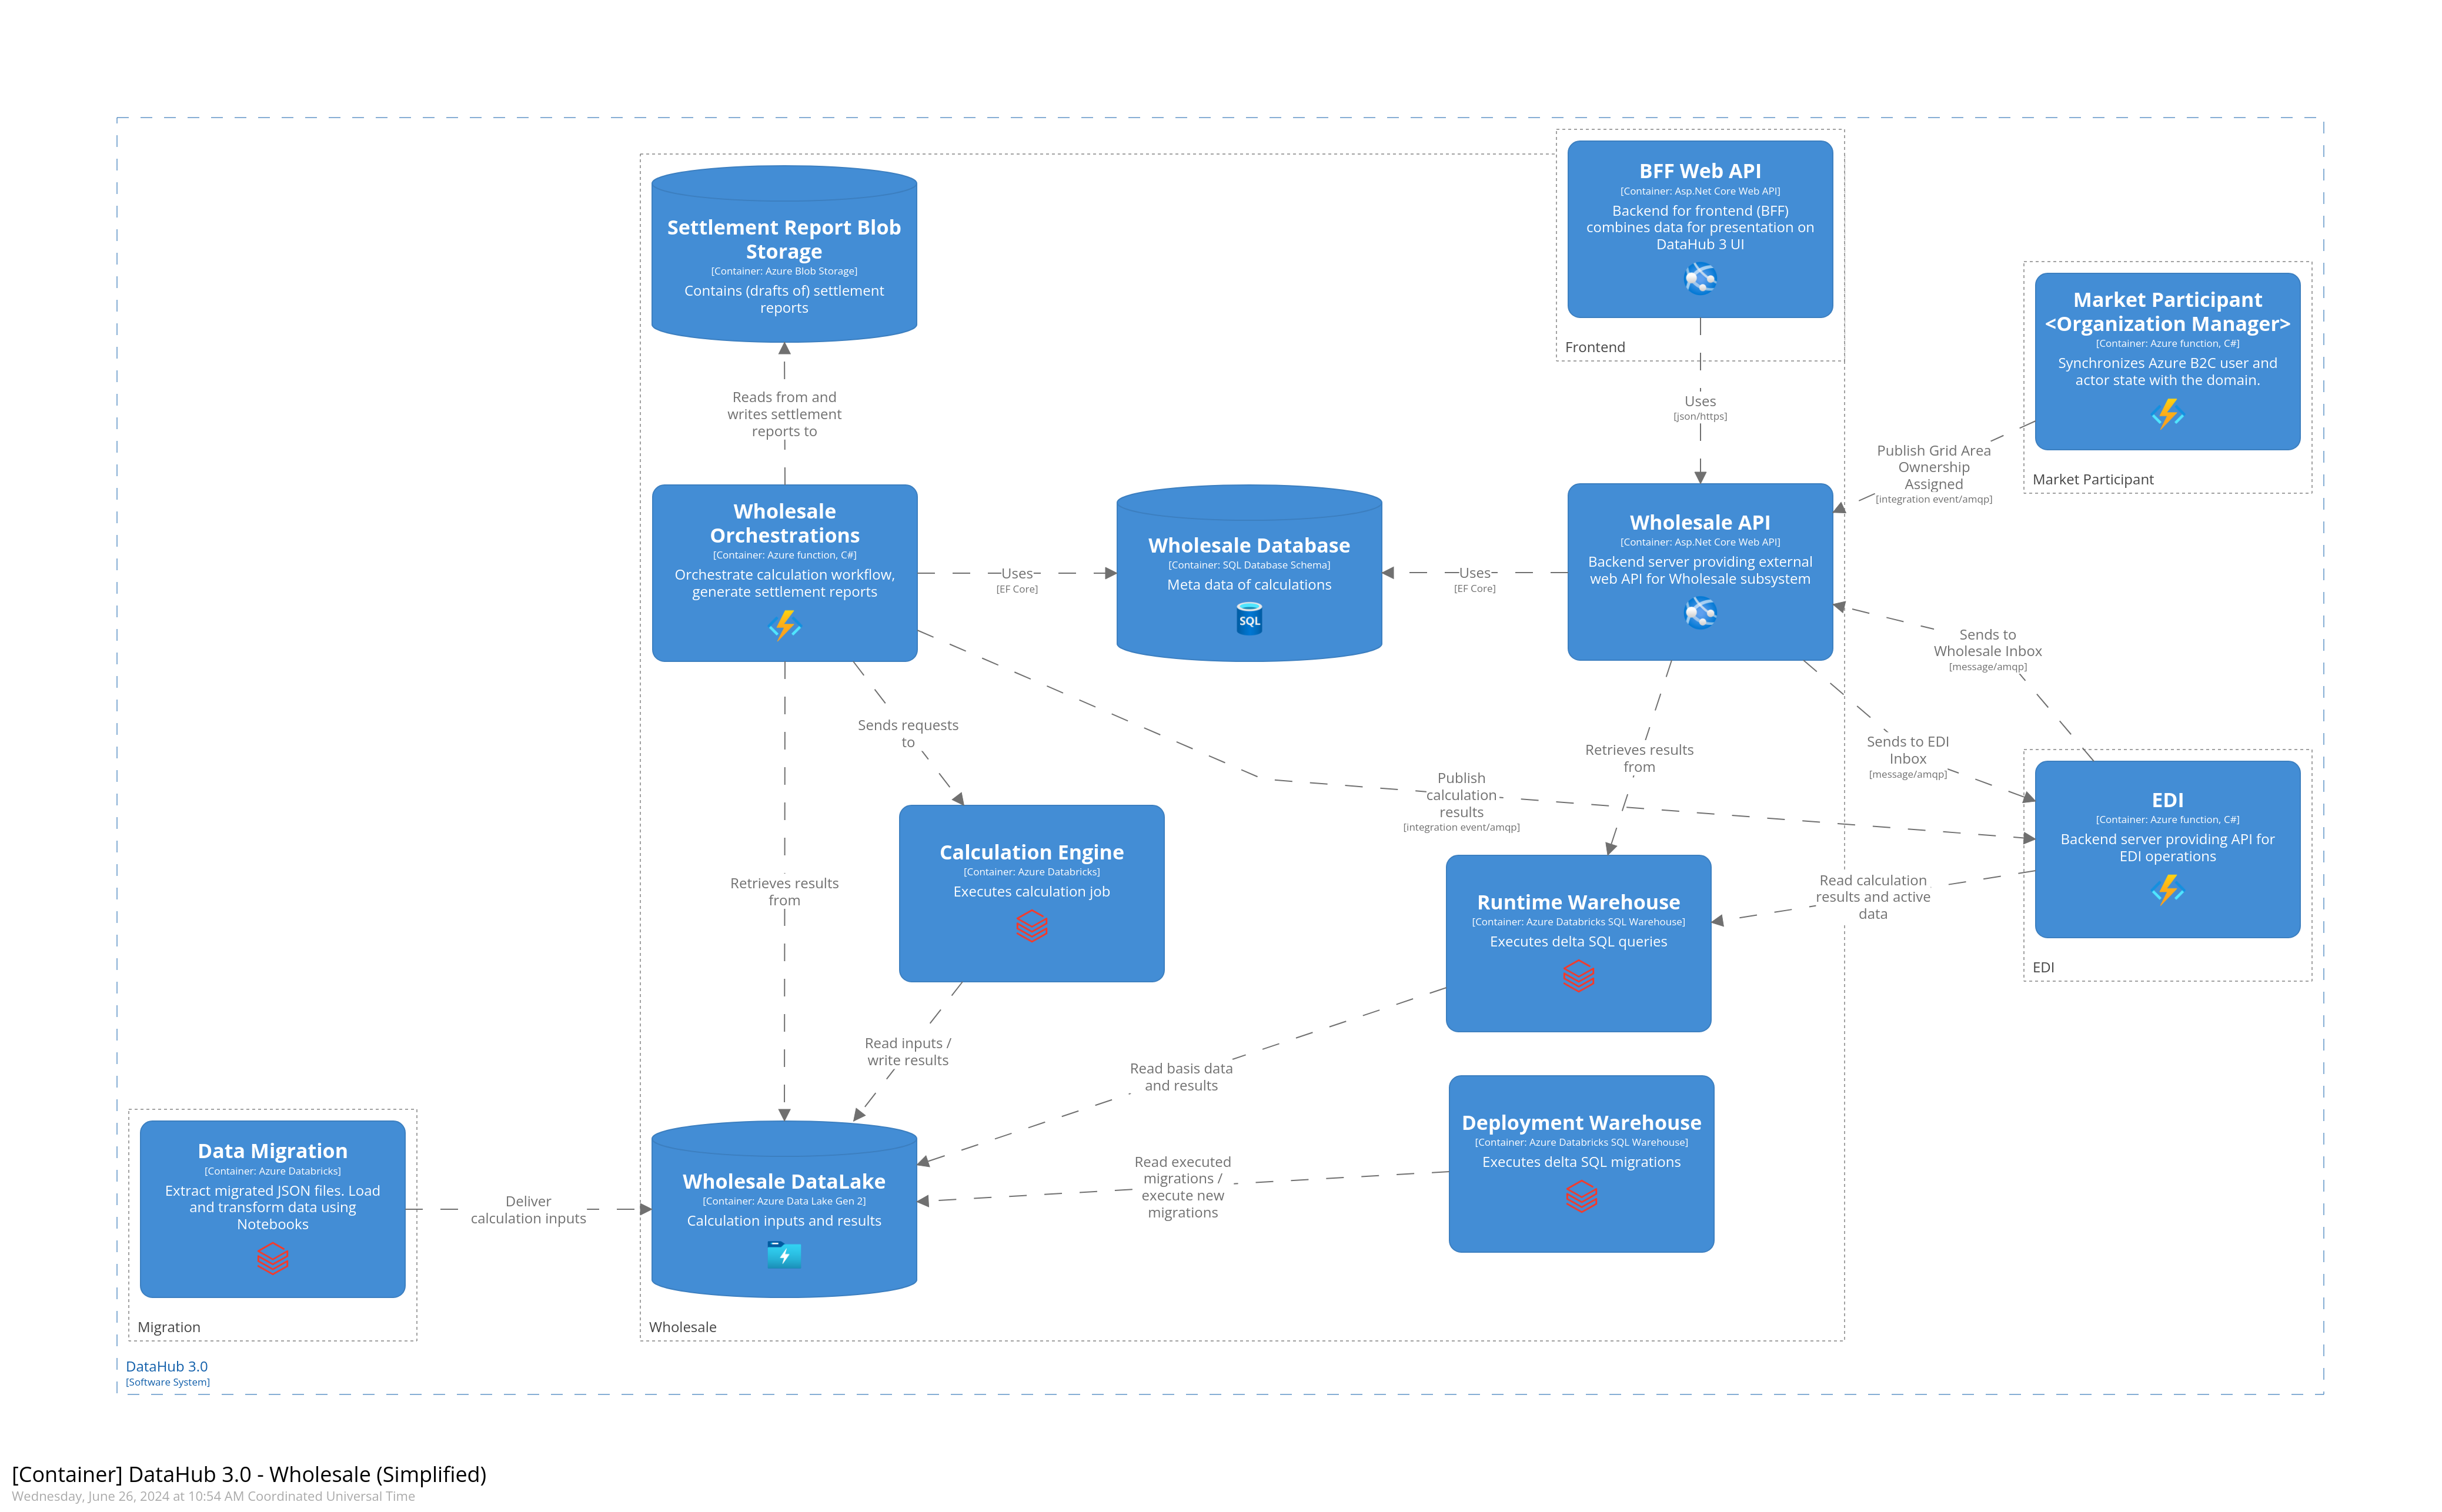 BFF Web API
[Container: Asp.Net Core Web API]
Backend for frontend (BFF)
combines data for presentation on
DataHub 3 UI
Frontend
Settlement Report Blob
Storage
[Container: Azure Blob Storage]
Contains (drafts of) settlement
reports
Market Participant
<Organization Manager>
[Container: Azure function, C#]
Synchronizes Azure B2C user and
actor state with the domain.
Market Participant
Reads from and
writes settlement
reports to
Uses
[json/https]
Publish Grid Area
Ownership
Assigned
[integration event/amqp]
Wholesale
Orchestrations
[Container: Azure function, C#]
Orchestrate calculation workflow,
generate settlement reports
Uses
[EF Core]
Wholesale Database
[Container: SQL Database Schema]
Meta data of calculations
SQL
Uses
[EF Core]
Wholesale API
[Container: Asp.Net Core Web API]
Backend server providing external
web API for Wholesale subsystem
Sends to
Wholesale Inbox
[message/amqp]
Sends requests
to
Retrieves results
from
Sends to EDI
Inbox
[message/amqp]
Publish
calculation
results
[integration event/amqp]
EDI
[Container: Azure function, C#]
Backend server providing API for
EDI operations
EDI
Retrieves results
from
Calculation Engine
[Container: Azure Databricks]
Executes calculation job
Runtime Warehouse
[Container: Azure Databricks SQL Warehouse]
Executes delta SQL queries
Read calculation
results and active
data
Read inputs /
write results
Read basis data
and results
Data Migration
[Container: Azure Databricks]
Extract migrated JSON files. Load
and transform data using
Notebooks
Migration
Deliver
calculation inputs
Wholesale DataLake
[Container: Azure Data Lake Gen 2]
Calculation inputs and results
Read executed
migrations /
execute new
migrations
Deployment Warehouse
[Container: Azure Databricks SQL Warehouse]
Executes delta SQL migrations
Wholesale
DataHub 3.0
[Software System]
[Container] DataHub 3.0 - Wholesale (Simplified)
Wednesday, June 26, 2024 at 10:54 AM Coordinated Universal Time